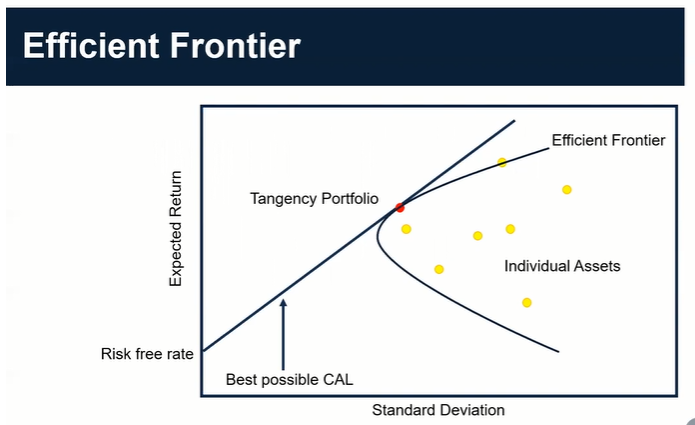 Efficient Frontier
Efficient Frontier
Tangency Portfolio
Expected Return
Individual Assets
Risk free rate
Best possible CAL
Standard Deviation